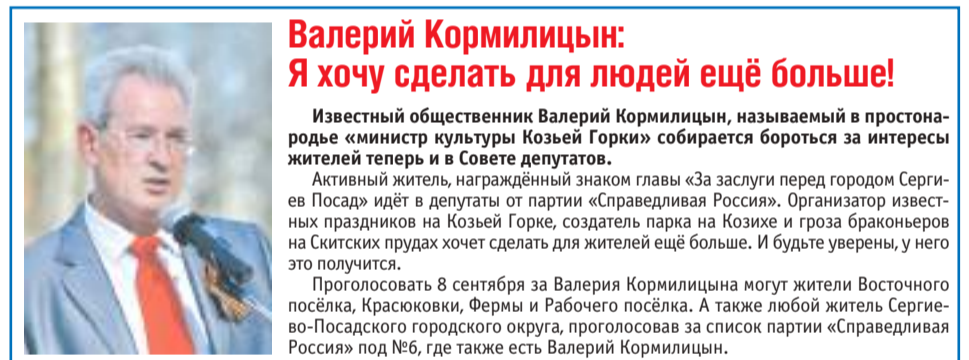 Валерий Кормилицын:
Я хочу сделать для людей ещё больше!
Известный общественник Валерий Кормилицын, называемый в простона-
родье «министр культуры Козьей Горки» собирается бороться за интересы
жителей теперь и в Совете депутатов.
Активный житель, награждённый знаком главы «За заслуги перед городом Серги-
ев Посад» идёт в депутаты от партии «Справедливая Россия». Организатор извест-
ных праздников на Козьей Горке, создатель парка на Козихе и гроза браконьеров
на Скитских прудах хочет сделать для жителей ещё больше. И будьте уверены, у него
это получится.
Проголосовать 8 сентября за Валерия Кормилицына могут жители Восточного
посёлка, Красюковки, Фермы и Рабочего посёлка. А также любой житель Сергие-
во-Посадского городского округа, проголосовав за список партии «Справедливая
Россия» под №6, где также есть Валерий Кормилицын.